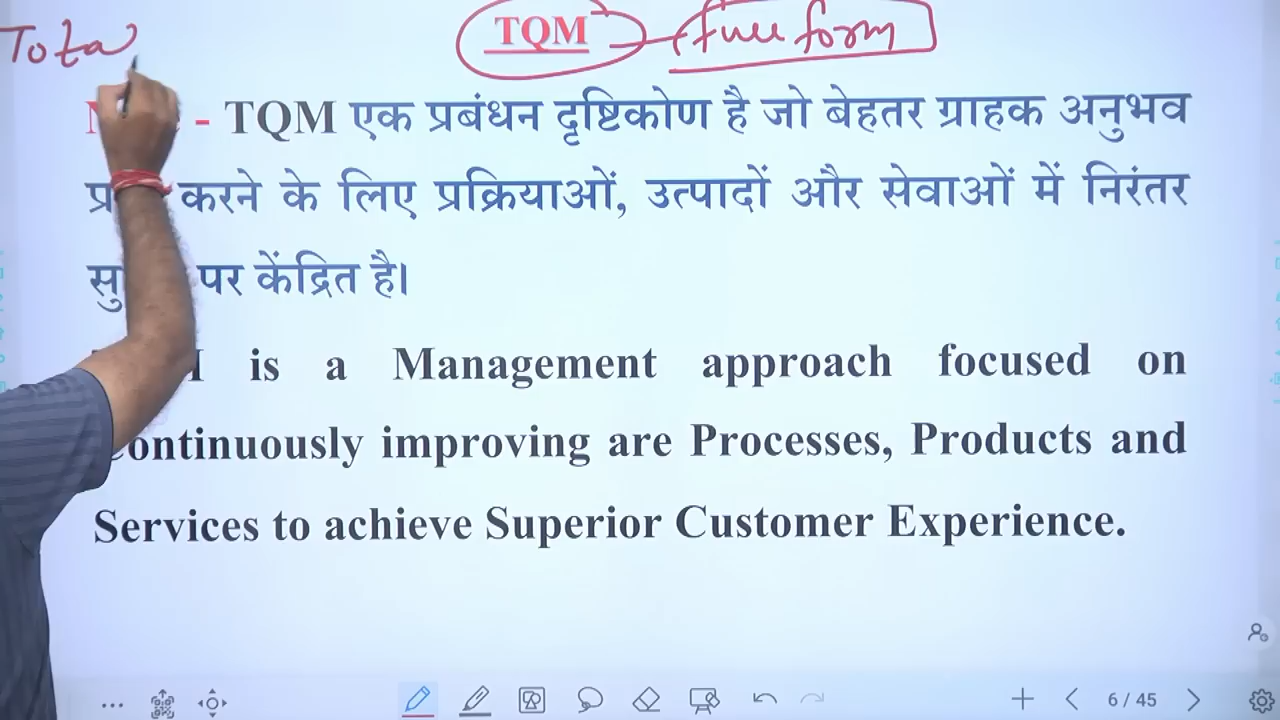 Tota
TQM full form
- TQM एक प्रबंधन दृष्टिकोण है जो बेहतर ग्राहक अनुभव
करने के लिए प्रक्रियाओं, उत्पादों और सेवाओं में निरंतर
पर केंद्रित है।
is a Management approach focused on
continuously improving are Processes, Products and
Services to achieve Superior Customer Experience.
6 / 45